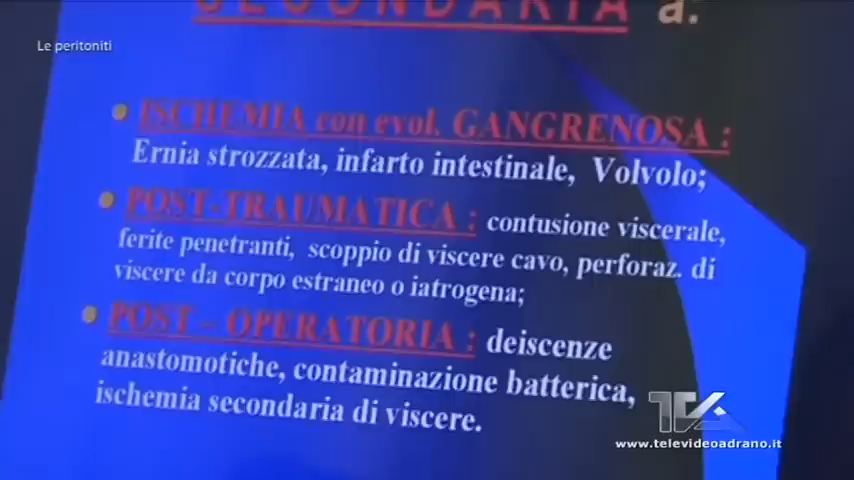 SECONDARIA a:
Le peritoniti
ISCHEMIA con evol. GANGRENOSA :
Ernia strozzata, infarto intestinale, Volvolo;
POST-TRAUMATICA : contusione viscerale,
ferite penetranti, scoppio di viscere cavo, perforaz. di
viscere da corpo estraneo o iatrogena;
POST – OPERATORIA : deiscenze
anastomotiche, contaminazione batterica,
ischemia secondaria di viscere.
TVA
www.televideoadrano.it